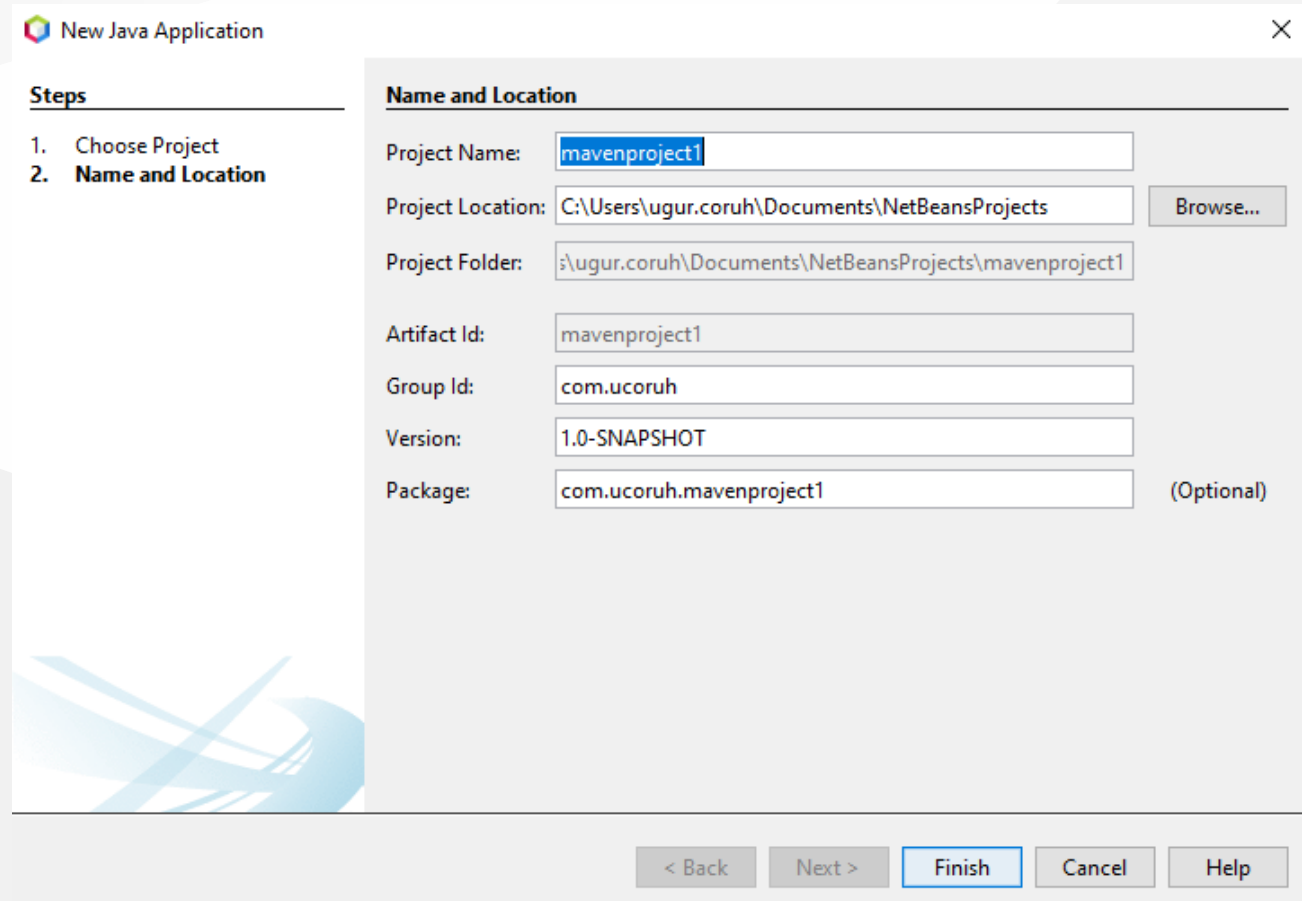 New Java Application
Steps
1. Choose Project
2. Name and Location
Name and Location
Project Name: mavenproject1
Project Location: C:\Users\ugur.coruh\Documents\NetBeansProjects Browse...
Project Folder: s\ugur.coruh\Documents\NetBeansProjects\mavenproject1
Artifact Id: mavenproject1
Group Id: com.ucoruh
Version: 1.0-SNAPSHOT
Package: com.ucoruh.mavenproject1 (Optional)
< Back Next > Finish Cancel Help